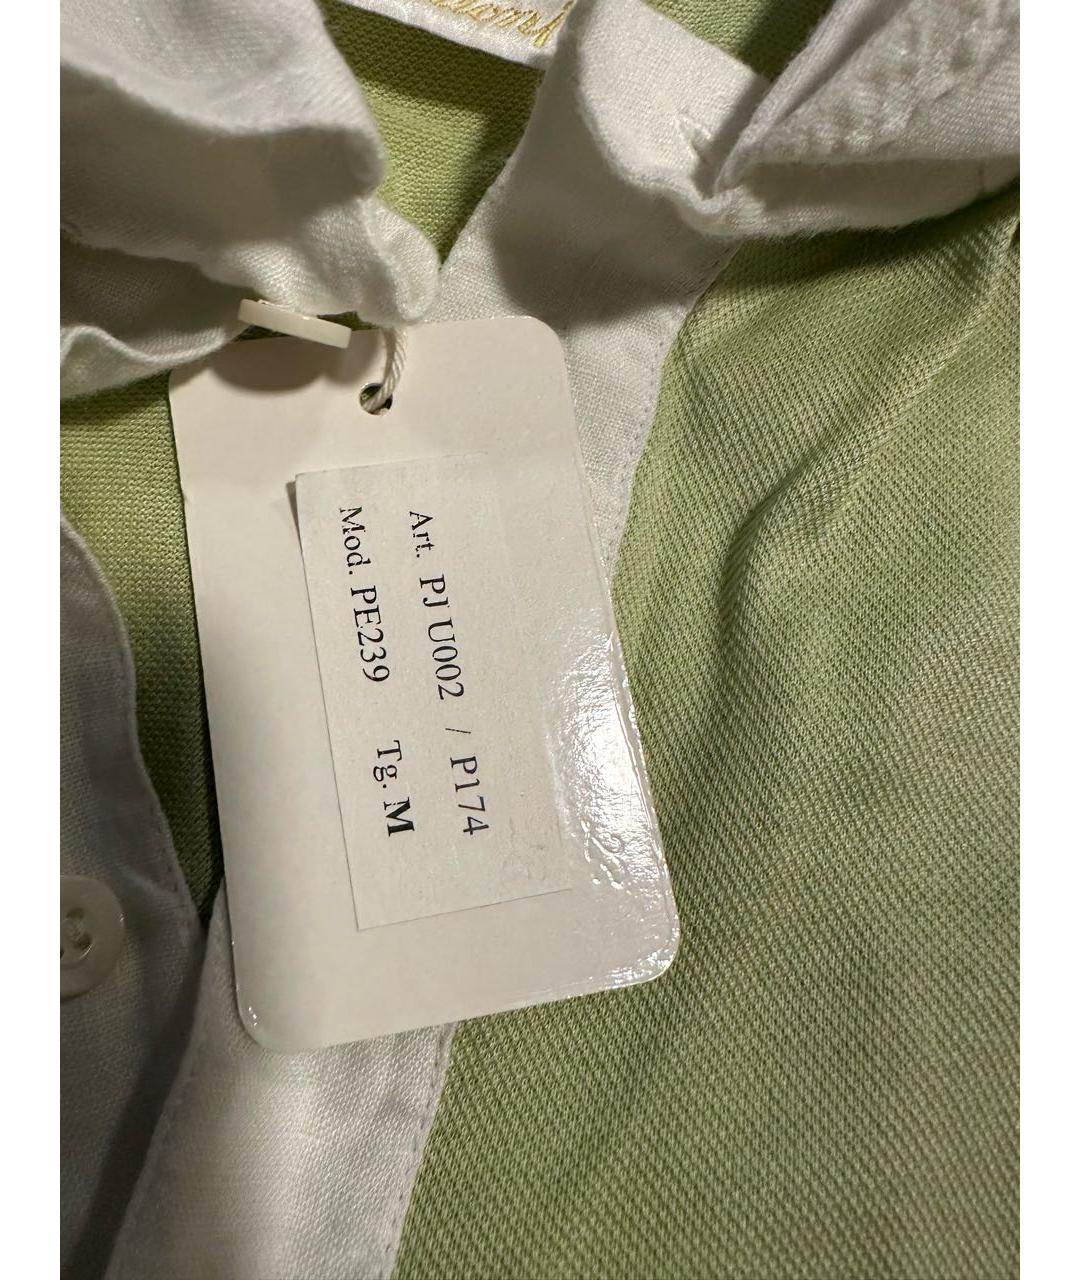 Art. PJ U002 / P174
Mod. PE239 Tg. M